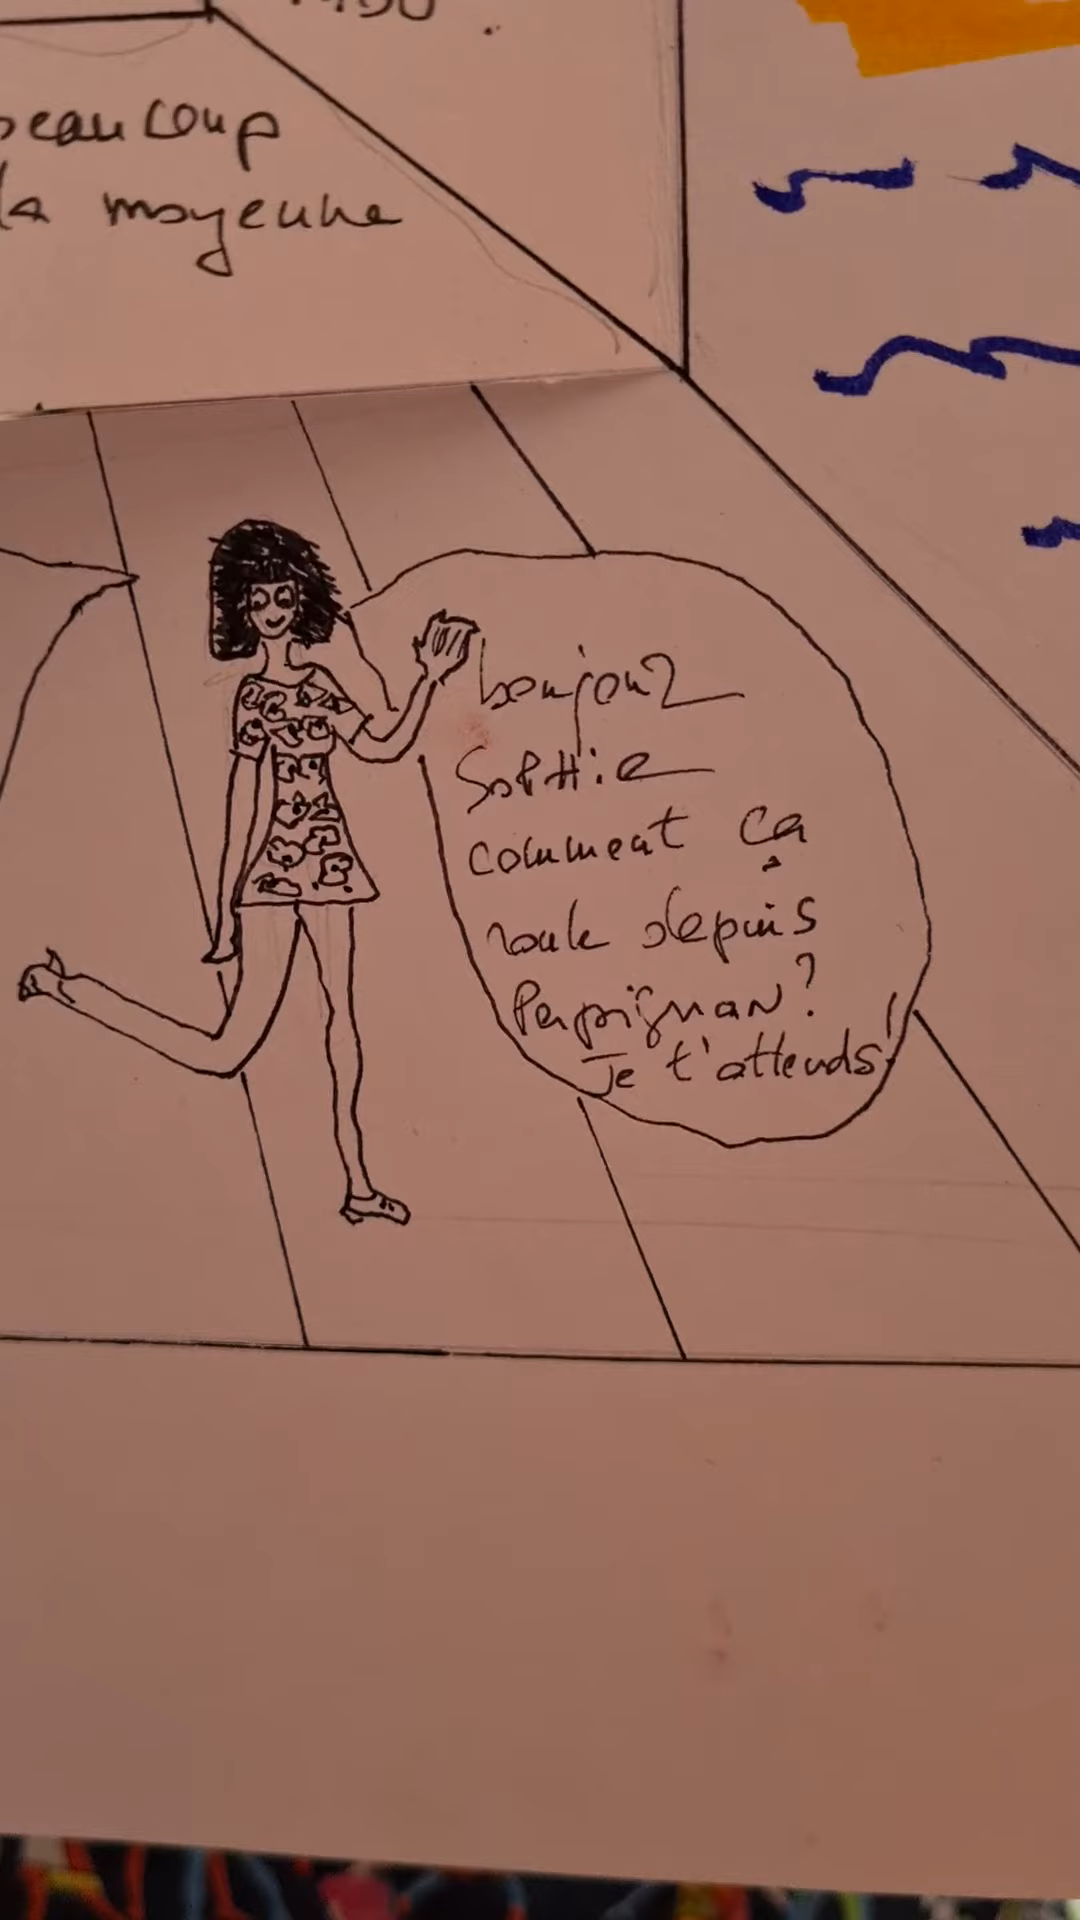 beaucoup
la moyenne
bonjour
Sophie
comment ça
roule depuis
Perpignan?
Je t'attends!